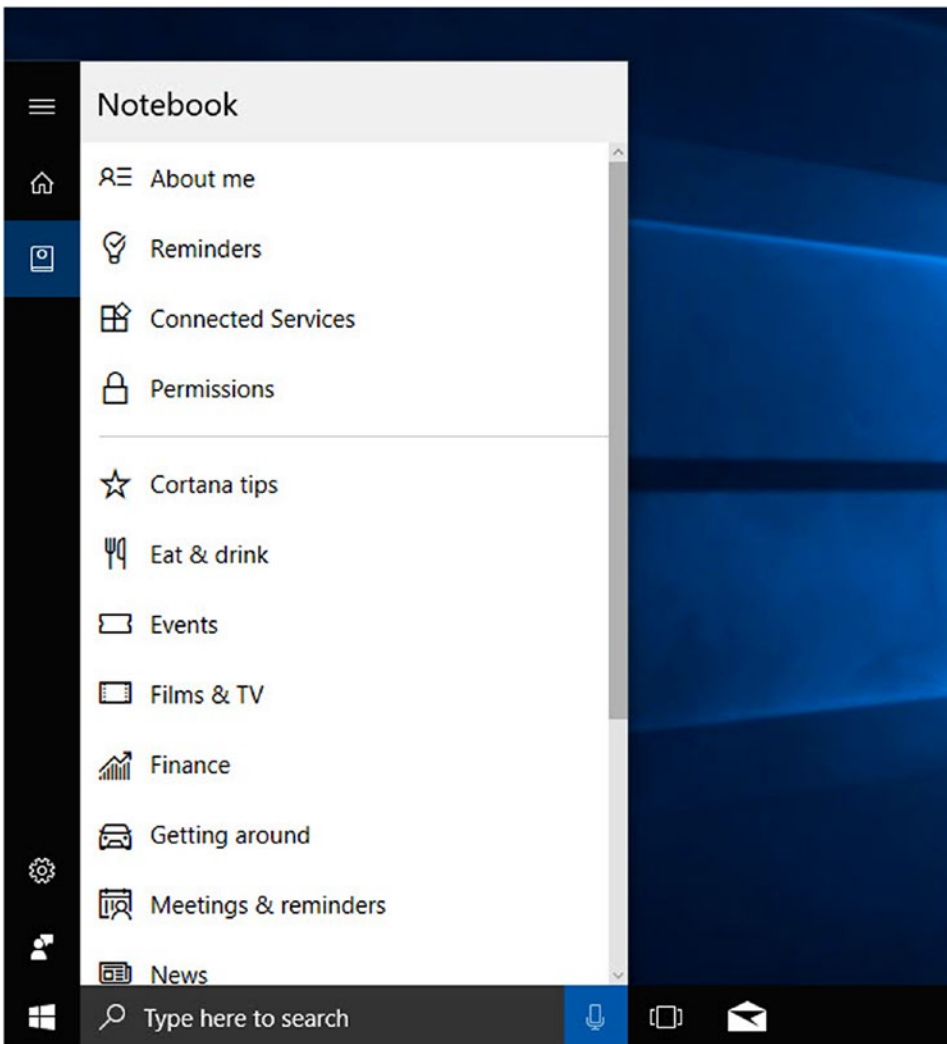 Notebook
About me
Reminders
Connected Services
Permissions
Cortana tips
Eat & drink
Events
Films & TV
Finance
Getting around
Meetings & reminders
News
Type here to search